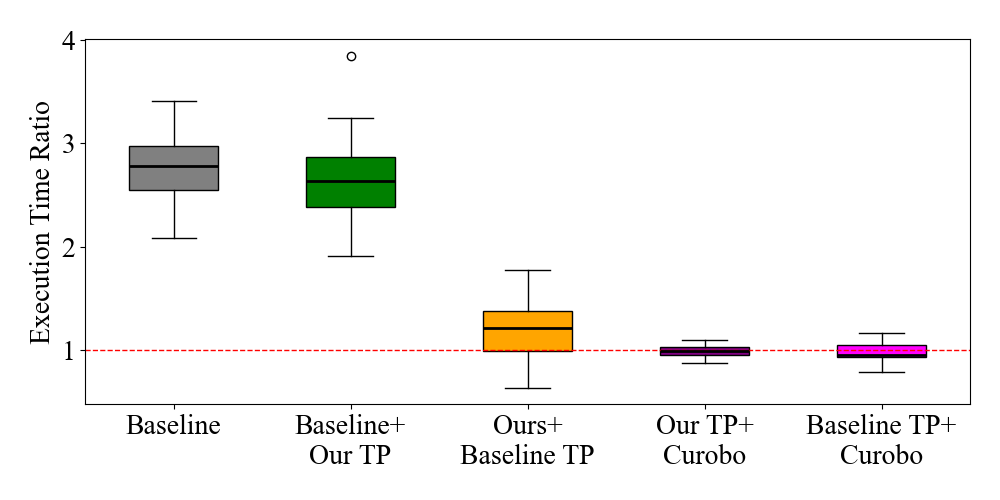 Execution Time Ratio
4
3
2
1
Baseline
Baseline+
Our TP
Ours+
Baseline TP
Our TP+
Curobo
Baseline TP+
Curobo